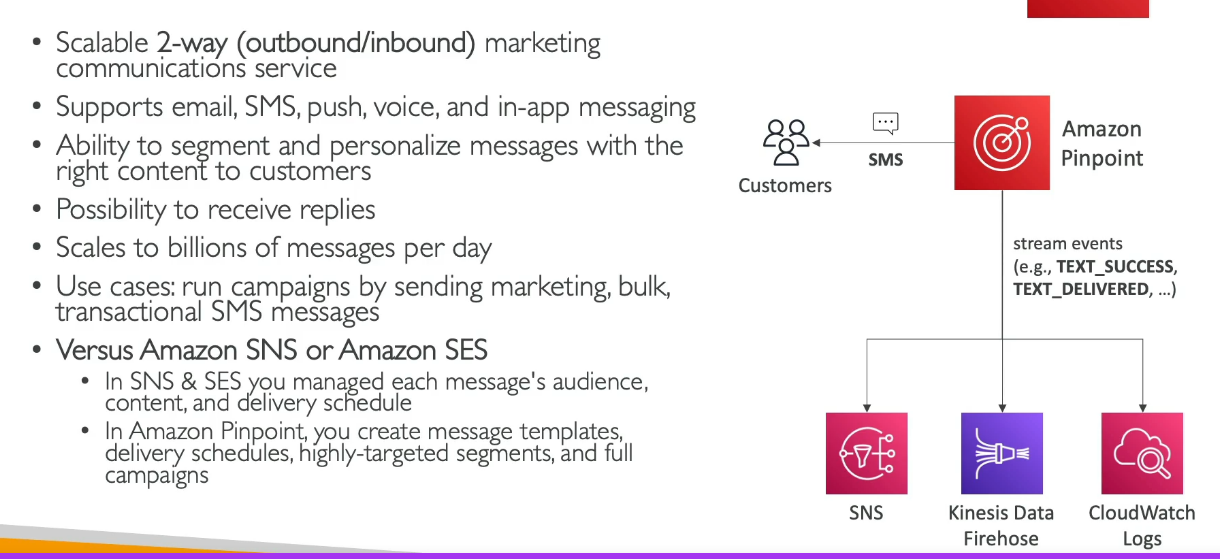 • Scalable 2-way (outbound/inbound) marketing
communications service
• Supports email, SMS, push, voice, and in-app messaging
• Ability to segment and personalize messages with the
right content to customers
• Possibility to receive replies
• Scales to billions of messages per day
• Use cases: run campaigns by sending marketing, bulk,
transactional SMS messages
• Versus Amazon SNS or Amazon SES
• In SNS & SES you managed each message's audience,
content, and delivery schedule
• In Amazon Pinpoint, you create message templates,
delivery schedules, highly-targeted segments, and full
campaigns
Customers
SMS
Amazon
Pinpoint
stream events
(e.g., TEXT_SUCCESS,
TEXT_DELIVERED, ...)
SNS
Kinesis Data
Firehose
CloudWatch
Logs